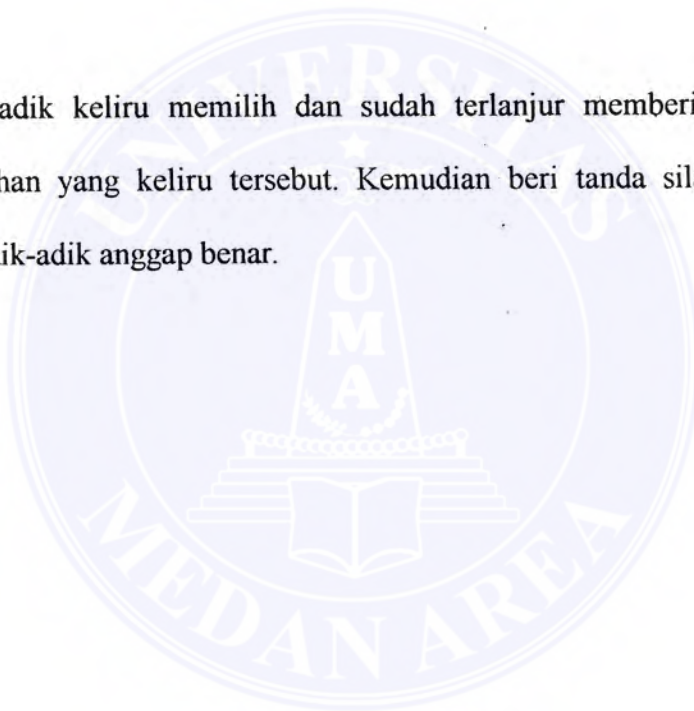 adik keliru memilih dan sudah terlanjur memberi
han yang keliru tersebut. Kemudian beri tanda sil
ik-adik anggap benar.
UNIVERSITAS
UMA
MEDAN AREA